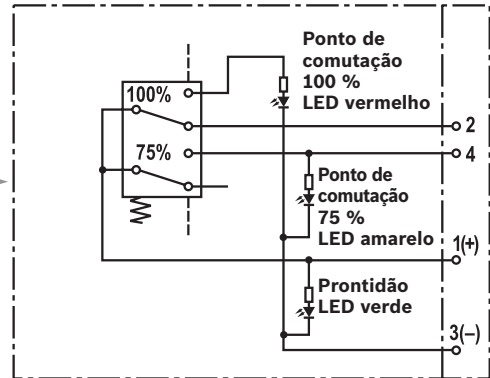 Ponto de
comutação
100 %
LED vermelho
100%
2
75%
4
Ponto de
comutação
75 %
LED amarelo
1(+)
Prontidão
LED verde
3(–)